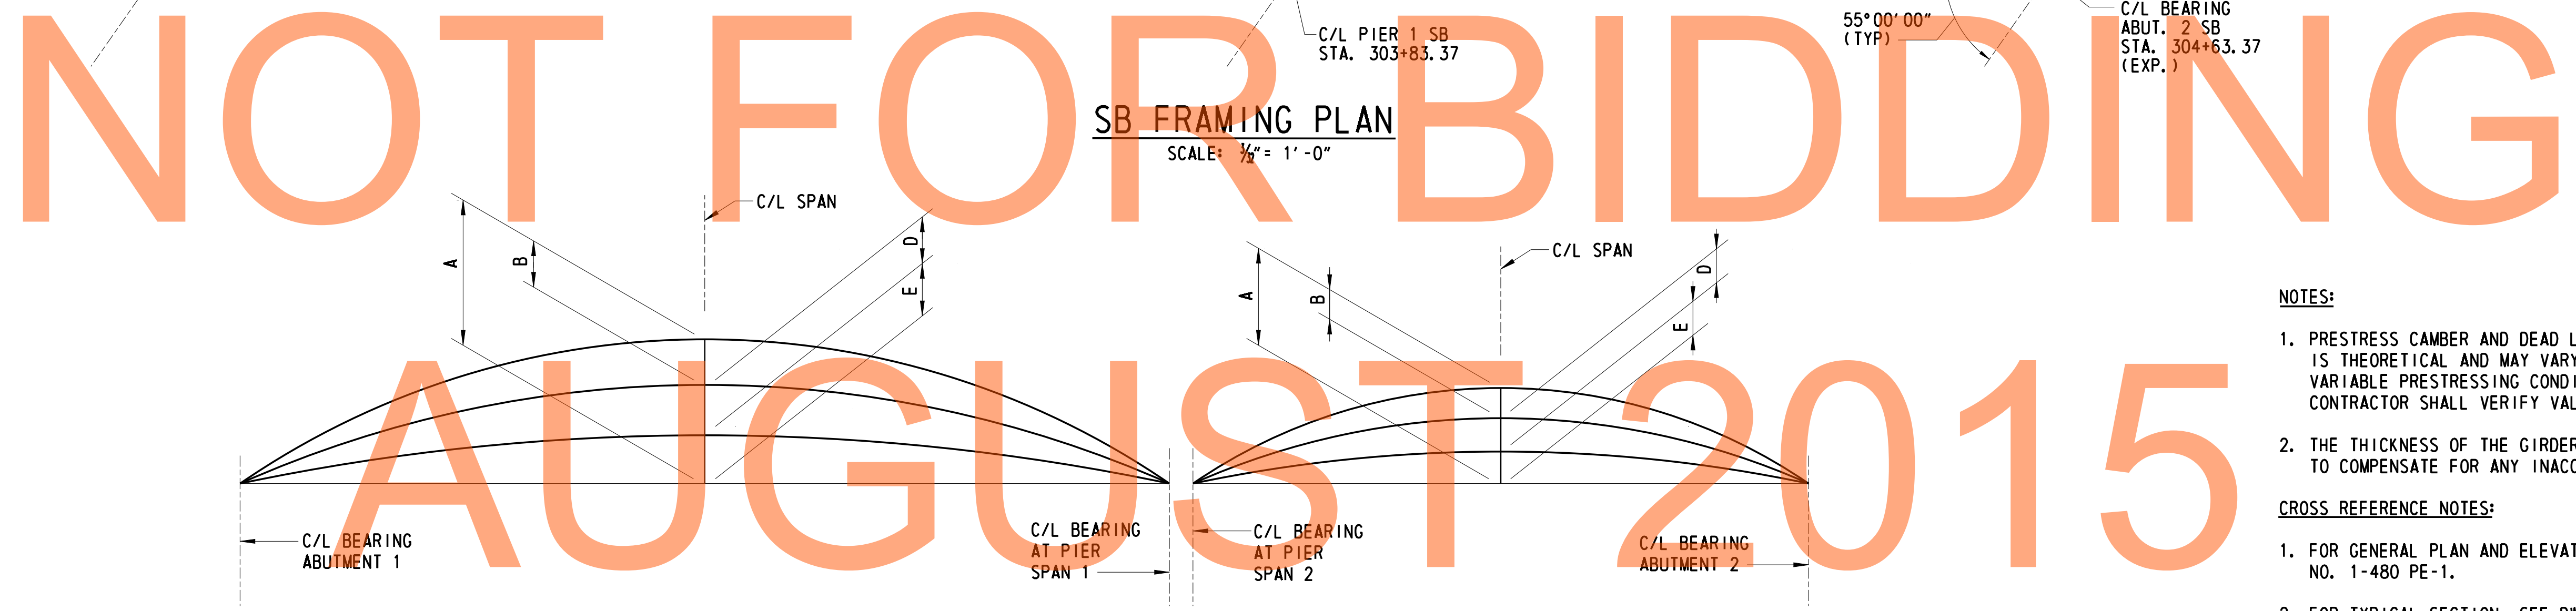 C/L PIER 1 SB
STA. 303+83.37
55°00'00"
(TYP)
C/L BEARING
ABUT. 2 SB
STA. 304+63.37
(EXP.)
NOT FOR BIDDING
SB FRAMING PLAN
SCALE: 1/32"= 1'-0"
C/L SPAN
A
B
D
E
C/L SPAN
A
B
D
E
AUGUST 2015
C/L BEARING
ABUTMENT 1
C/L BEARING
AT PIER
SPAN 1
C/L BEARING
AT PIER
SPAN 2
C/L BEARING
ABUTMENT 2
NOTES:
1. PRESTRESS CAMBER AND DEAD L
IS THEORETICAL AND MAY VARY
VARIABLE PRESTRESSING CONDI
CONTRACTOR SHALL VERIFY VAL
2. THE THICKNESS OF THE GIRDER
TO COMPENSATE FOR ANY INACC
CROSS REFERENCE NOTES:
1. FOR GENERAL PLAN AND ELEVAT
NO. 1-480 PE-1.